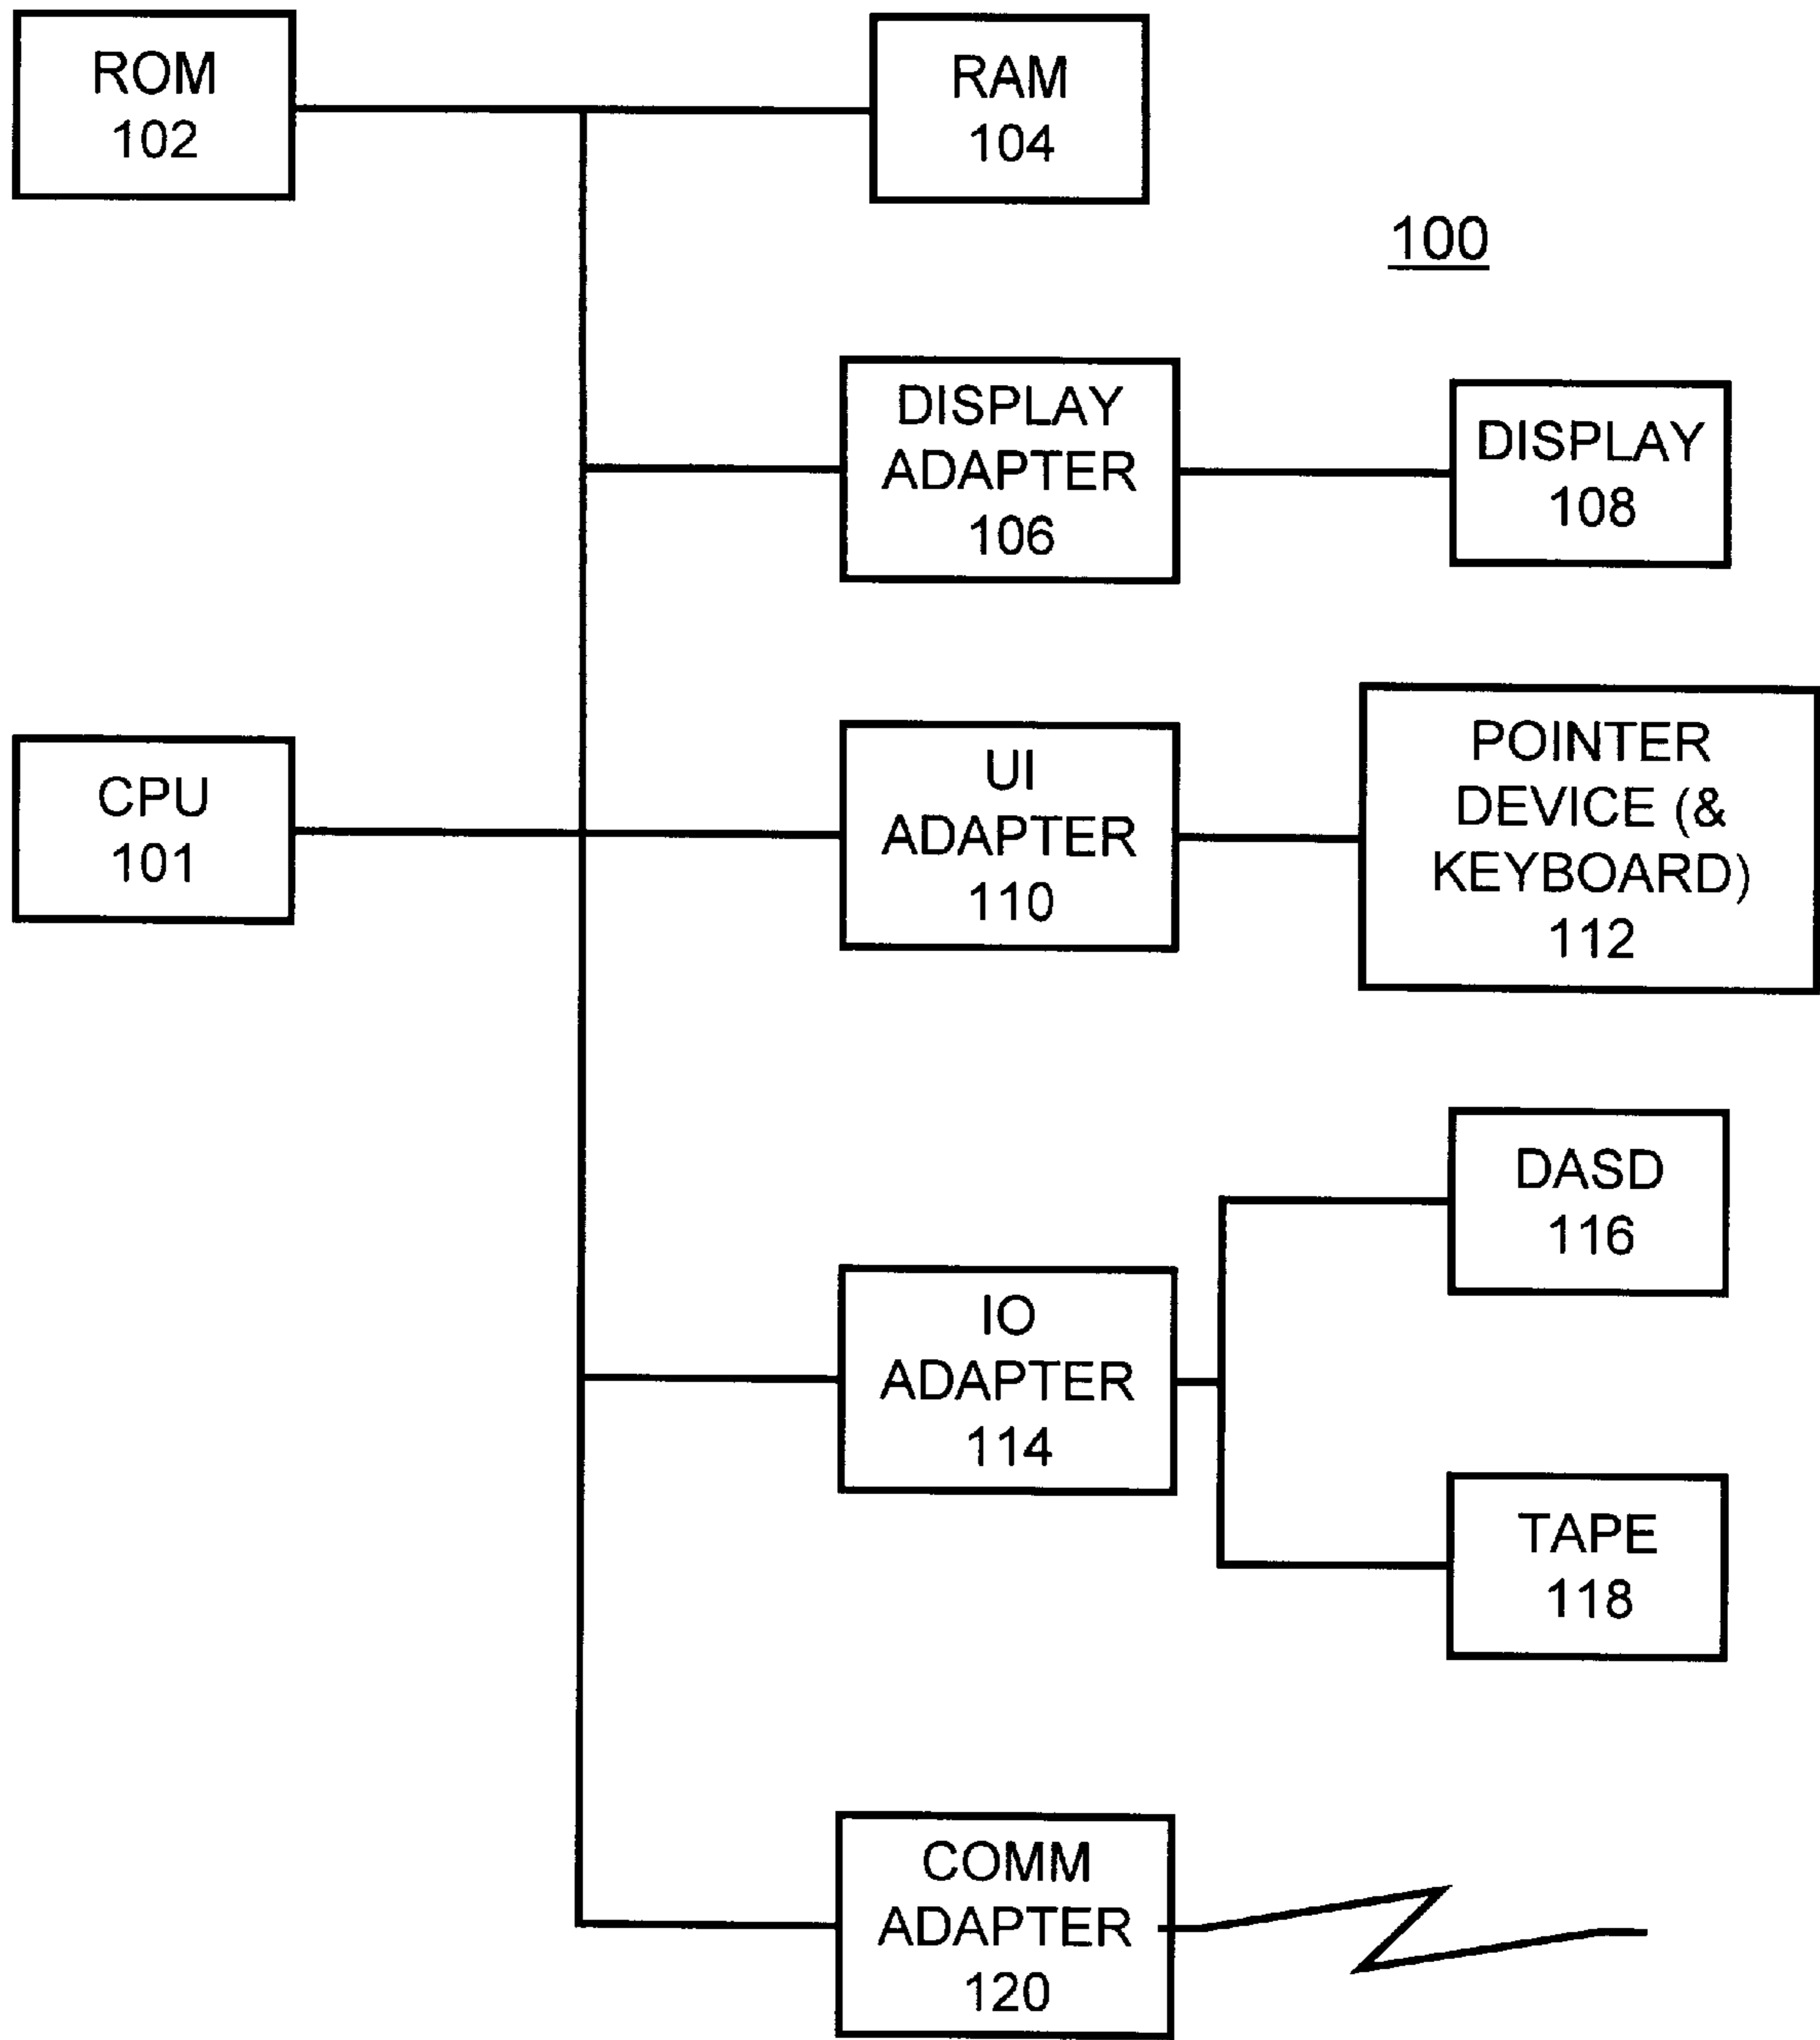 ROM
102
RAM
104
100
DISPLAY
ADAPTER
106
DISPLAY
108
CPU
101
UI
ADAPTER
110
POINTER
DEVICE (&
KEYBOARD)
112
IO
ADAPTER
114
DASD
116
TAPE
118
COMM
ADAPTER
120